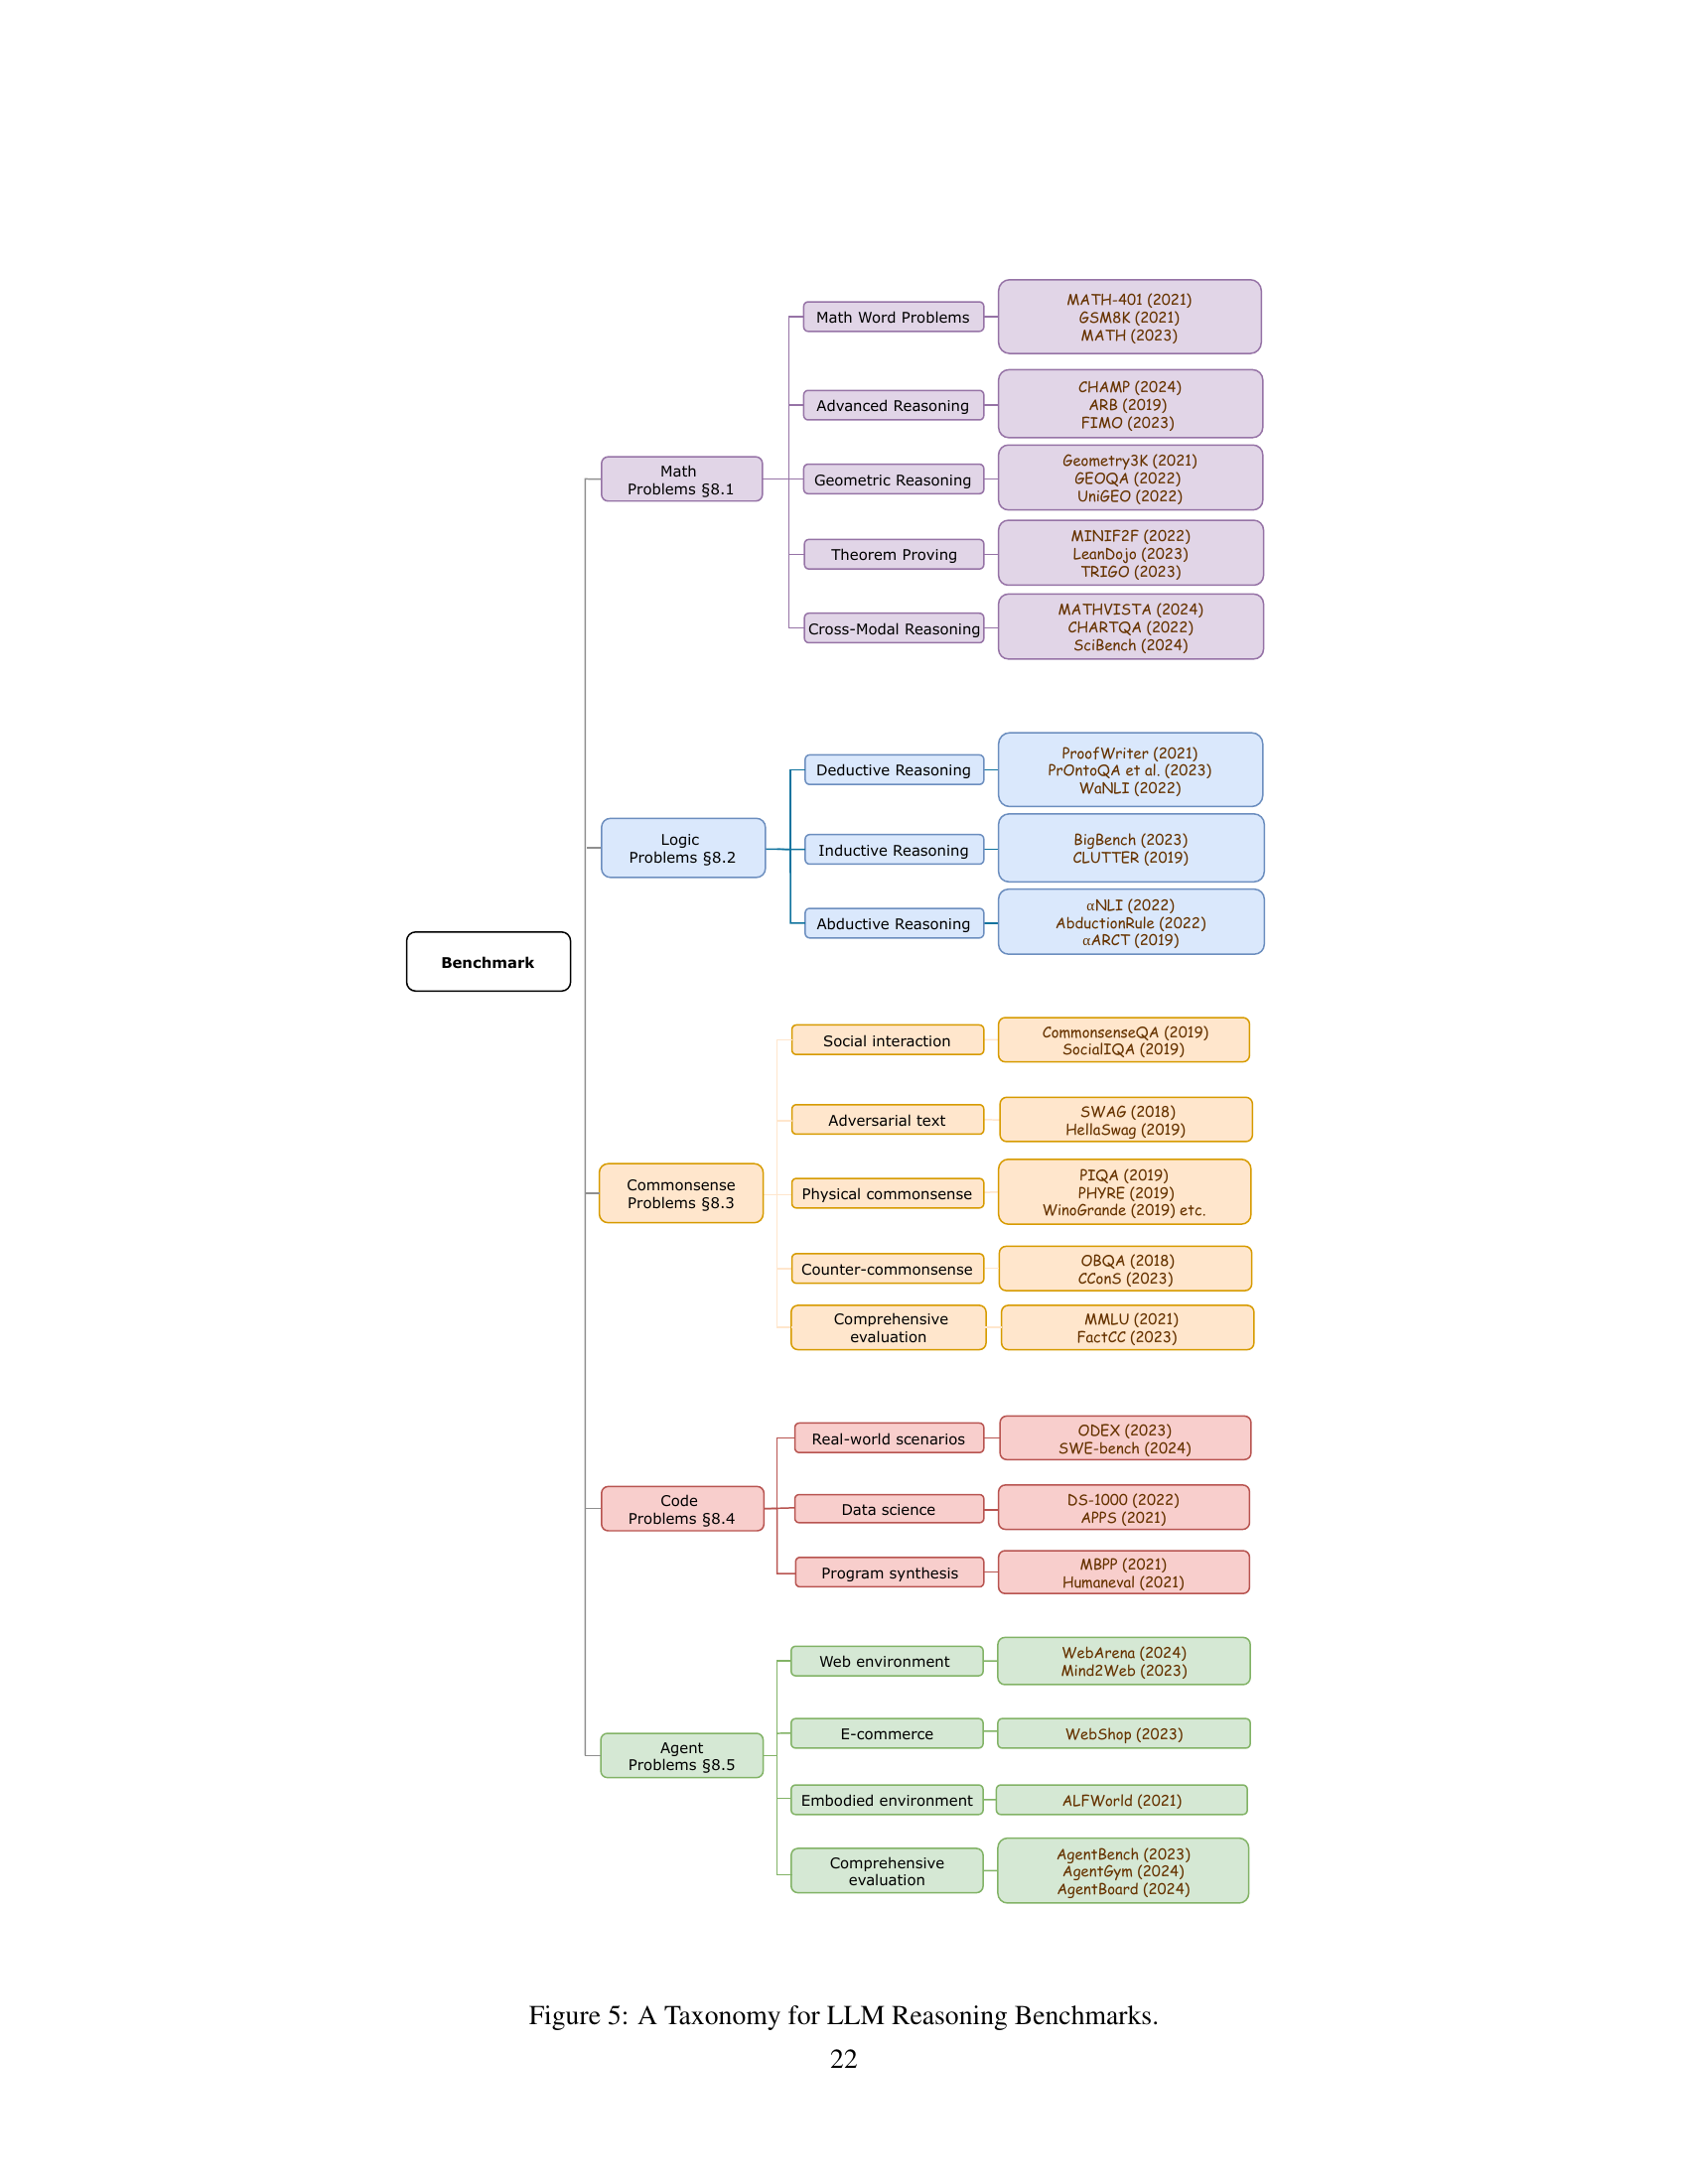 Benchmark
Math
Problems §8.1
Math Word Problems
MATH-401 (2021)
GSM8K (2021)
MATH (2023)
Advanced Reasoning
CHAMP (2024)
ARB (2019)
FIMO (2023)
Geometric Reasoning
Geometry3K (2021)
GEOQA (2022)
UniGEO (2022)
Theorem Proving
MINIF2F (2022)
LeanDojo (2023)
TRIGO (2023)
Cross-Modal Reasoning
MATHVISTA (2024)
CHARTQA (2022)
SciBench (2024)
Logic
Problems §8.2
Deductive Reasoning
ProofWriter (2021)
PrOntoQA et al. (2023)
WaNLI (2022)
Inductive Reasoning
BigBench (2023)
CLUTTER (2019)
Abductive Reasoning
αNLI (2022)
AbductionRule (2022)
αARCT (2019)
Commonsense
Problems §8.3
Social interaction
CommonsenseQA (2019)
SocialIQA (2019)
Adversarial text
SWAG (2018)
HellaSwag (2019)
Physical commonsense
PIQA (2019)
PHYRE (2019)
WinoGrande (2019) etc.
Counter-commonsense
OBQA (2018)
CConS (2023)
Comprehensive
evaluation
MMLU (2021)
FactCC (2023)
Code
Problems §8.4
Real-world scenarios
ODEX (2023)
SWE-bench (2024)
Data science
DS-1000 (2022)
APPS (2021)
Program synthesis
MBPP (2021)
Humaneval (2021)
Agent
Problems §8.5
Web environment
WebArena (2024)
Mind2Web (2023)
E-commerce
WebShop (2023)
Embodied environment
ALFWorld (2021)
Comprehensive
evaluation
AgentBench (2023)
AgentGym (2024)
AgentBoard (2024)
Figure 5: A Taxonomy for LLM Reasoning Benchmarks.
22